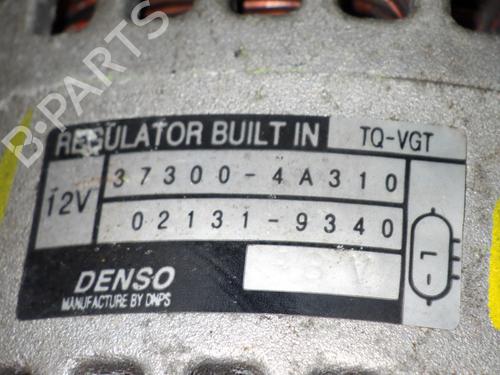 B-PARTS
REGULATOR BUILT IN TQ-VGT
12V
37300-4A310
02131-9340
L
DENSO
MANUFACTURE BY DNPS